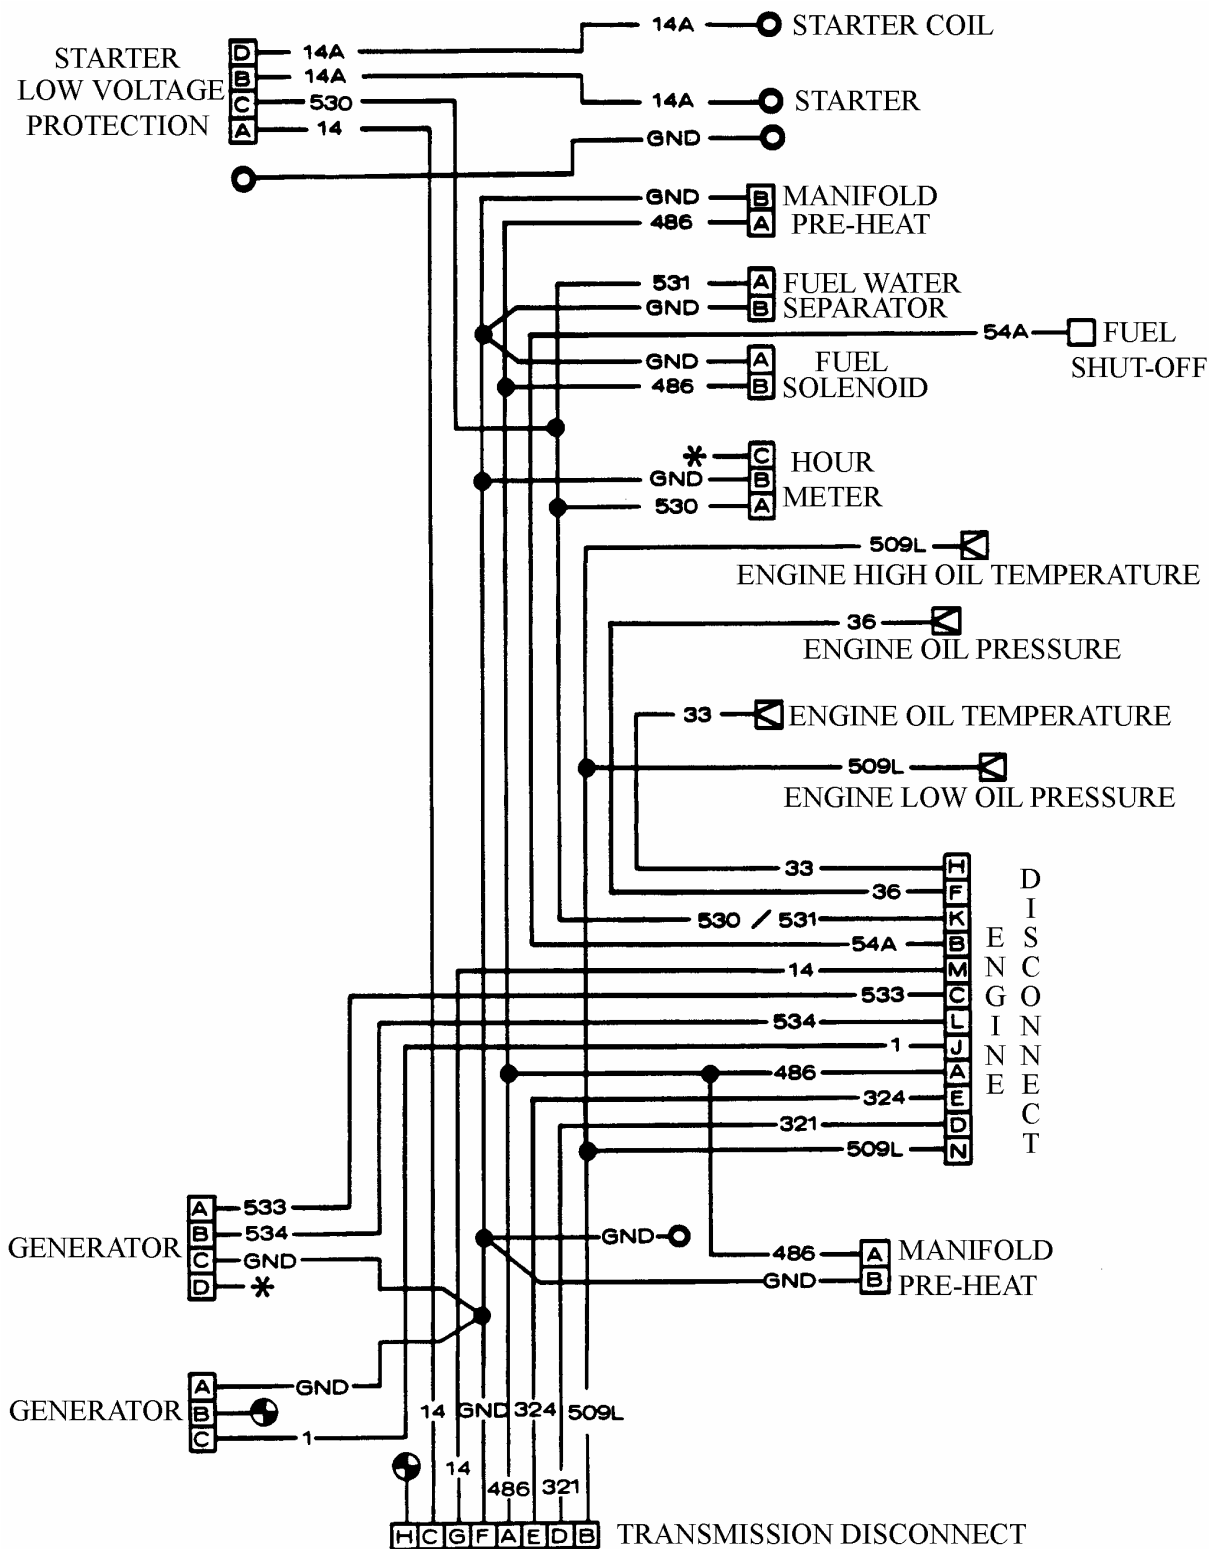 14A STARTER COIL
STARTER D 14A
LOW VOLTAGE B 14A
C 530 14A STARTER
PROTECTION A 14
GND
GND B MANIFOLD
486 A PRE-HEAT
531 A FUEL WATER
GND B SEPARATOR
54A FUEL
SHUT-OFF
GND A FUEL
486 B SOLENOID
* C HOUR
GND B
530 A METER
509L
ENGINE HIGH OIL TEMPERATURE
36
ENGINE OIL PRESSURE
33 ENGINE OIL TEMPERATURE
509L
ENGINE LOW OIL PRESSURE
33 H
36 F
530 / 531 K
54A B
14 M
533 C
534 L
1 J
486 A
324 E
321 D
509L N
ENGINE
DISCONNECT
A 533
B 534
GENERATOR C GND
D *
GND
486 A MANIFOLD
GND B PRE-HEAT
A GND
GENERATOR B
C 1
14 GND 324 509L
14 486 321
H C G F A E D B TRANSMISSION DISCONNECT